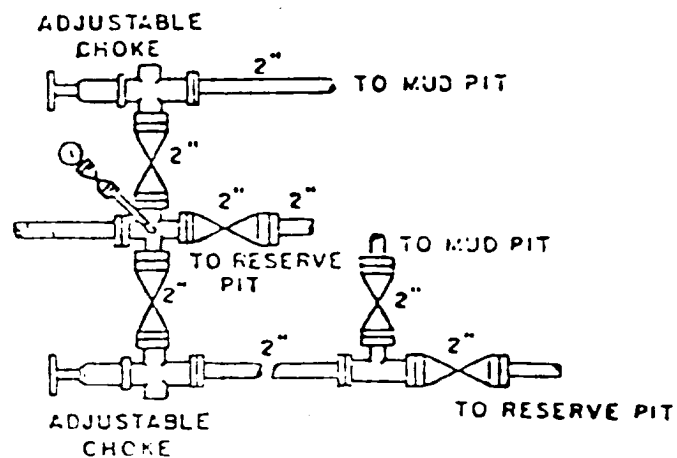 ADJUSTABLE
CHOKE
2"
TO MUD PIT
2"
2"
2"
TO RESERVE
PIT
TO MUD PIT
2"
2"
2"
2"
TO RESERVE PIT
ADJUSTABLE
CHOKE